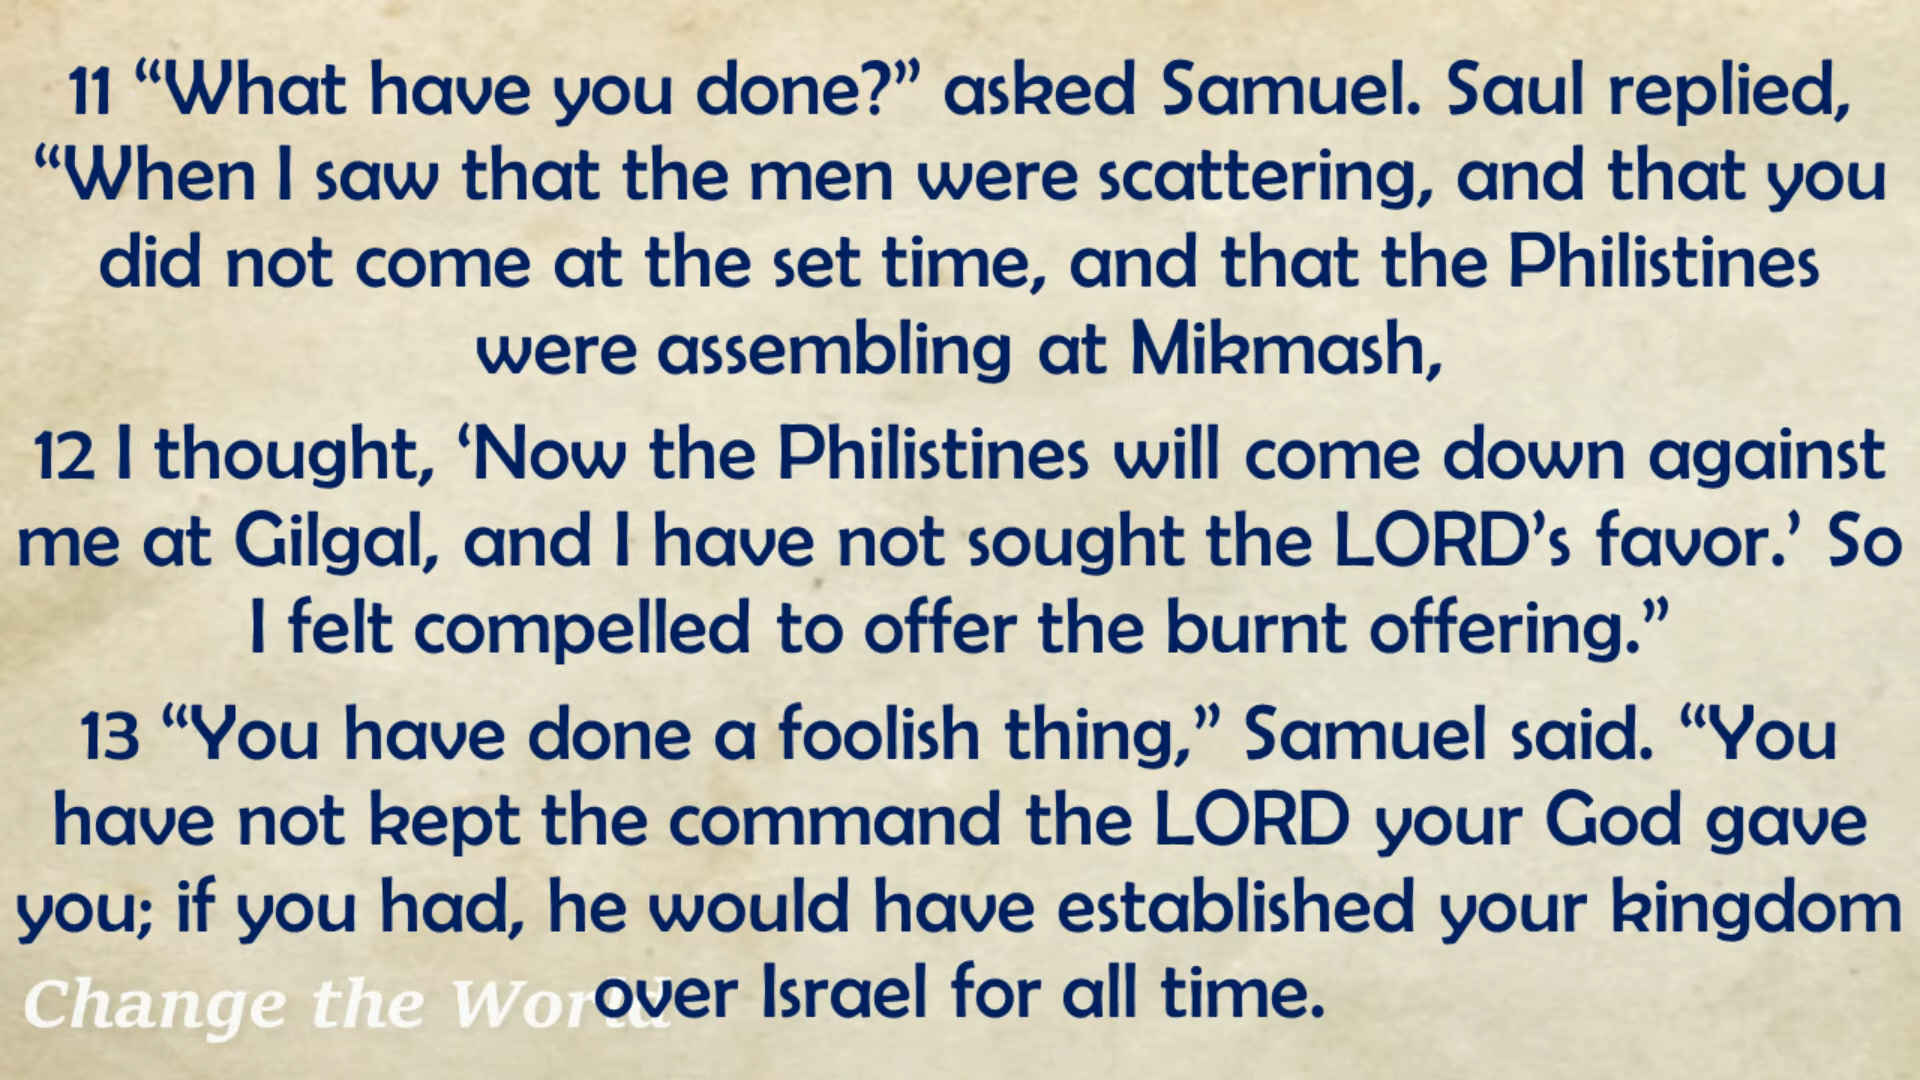 11 “What have you done?” asked Samuel. Saul replied,
“When I saw that the men were scattering, and that you
did not come at the set time, and that the Philistines
were assembling at Mikmash,
12 I thought, ‘Now the Philistines will come down against
me at Gilgal, and I have not sought the LORD’s favor.’ So
I felt compelled to offer the burnt offering.”
13 “You have done a foolish thing,” Samuel said. “You
have not kept the command the LORD your God gave
you; if you had, he would have established your kingdom
over Israel for all time.
Change the World